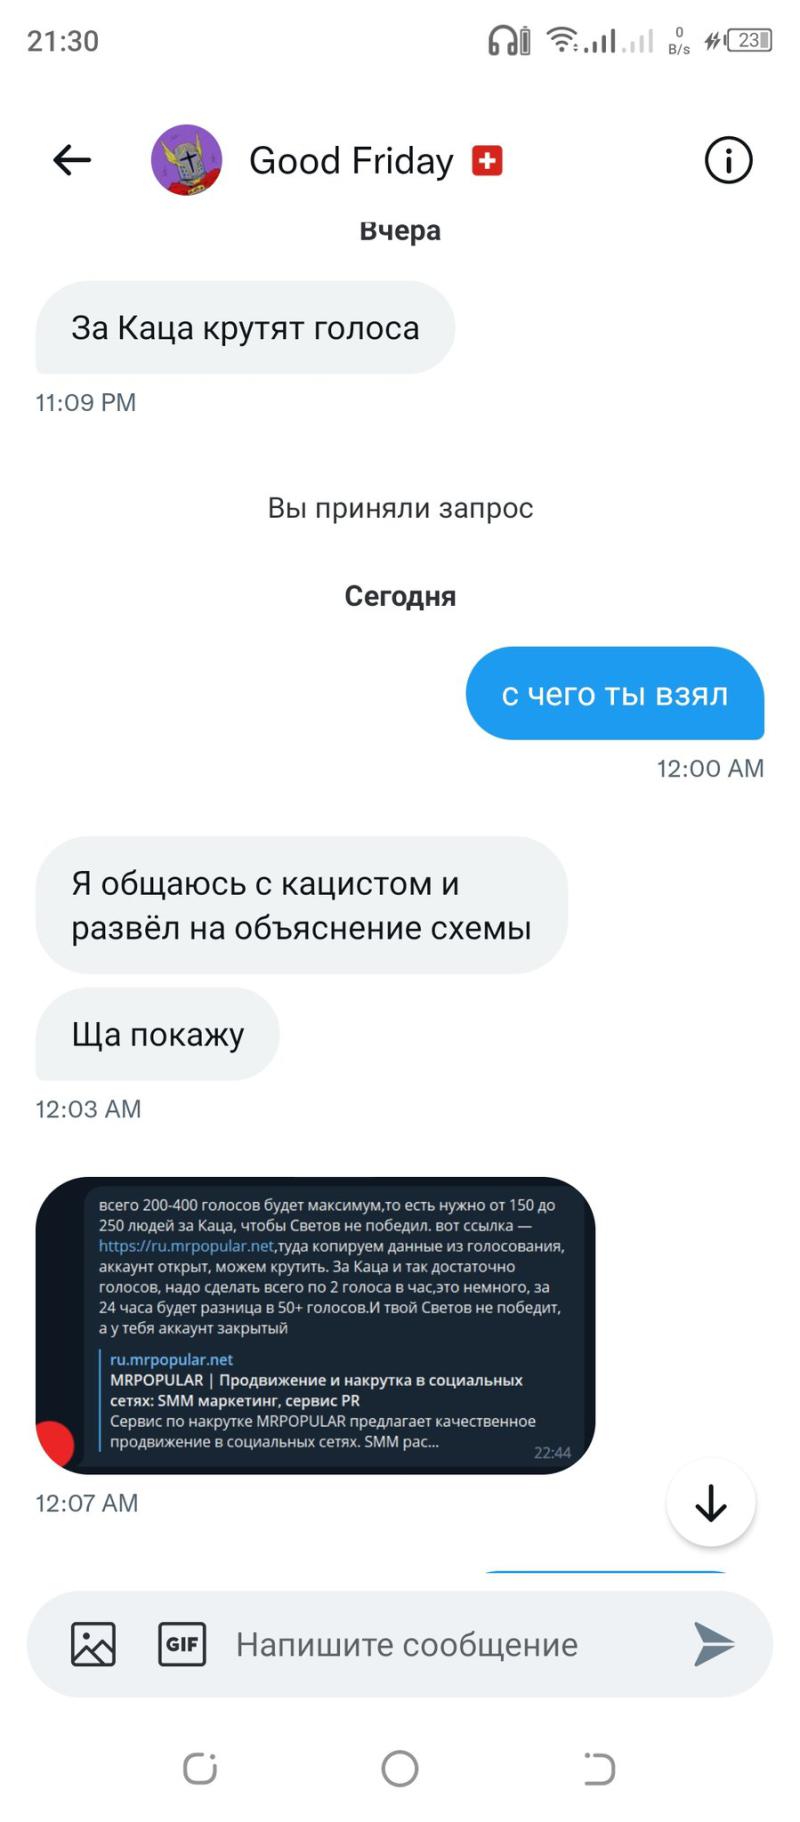 21:30
0
B/s
23
Good Friday
Вчера
За Каца крутят голоса
11:09 PM
Вы приняли запрос
Сегодня
с чего ты взял
12:00 AM
Я общаюсь с кацистом и
развёл на объяснение схемы
Ща покажу
12:03 AM
всего 200-400 голосов будет максимум,то есть нужно от 150 до
250 людей за Каца, чтобы Светов не победил. вот ссылка —
https://ru.mrpopular.net,туда копируем данные из голосования,
аккаунт открыт, можем крутить. За Каца и так достаточно
голосов, надо сделать всего по 2 голоса в час,это немного, за
24 часа будет разница в 50+ голосов.И твой Светов не победит,
а у тебя аккаунт закрытый
ru.mrpopular.net
MRPOPULAR | Продвижение и накрутка в социальных
сетях: SMM маркетинг, сервис PR
Сервис по накрутке MRPOPULAR предлагает качественное
продвижение в социальных сетях. SMM рас...
22:44
12:07 AM
GIF
Напишите сообщение